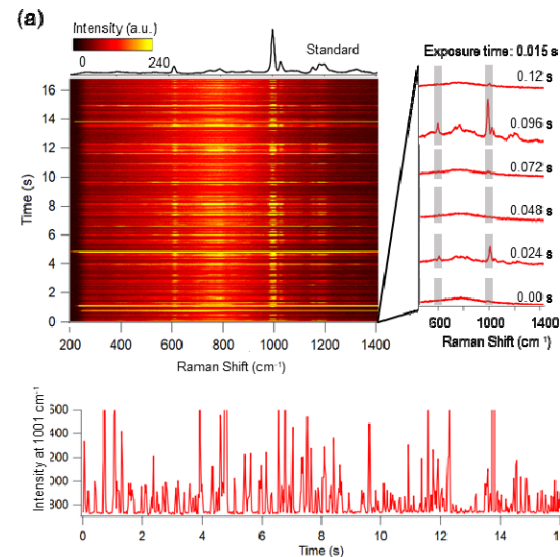 (a)
Intensity (a.u.)
0 240
Standard
Exposure time: 0.015 s
16
14
12
10
8
6
4
2
0
Time (s)
200 400 600 800 1000 1200 1400
Raman Shift (cm⁻¹)
0.12 s
0.096 s
0.072 s
0.048 s
0.024 s
0.00 s
600 1000 1400
Raman Shift (cm⁻¹)
Intensity at 1001 cm⁻¹
0 2 4 6 8 10 12 14
Time (s)